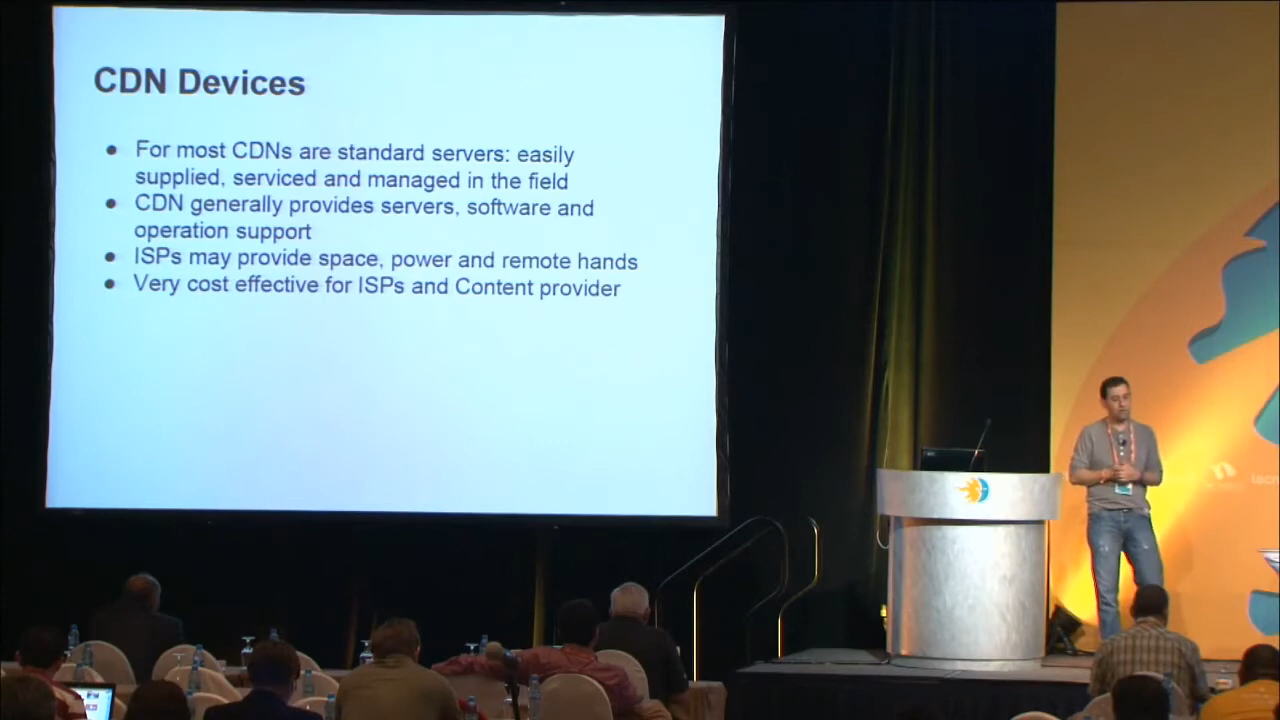 CDN Devices
● For most CDNs are standard servers: easily
supplied, serviced and managed in the field
● CDN generally provides servers, software and
operation support
● ISPs may provide space, power and remote hands
● Very cost effective for ISPs and Content provider